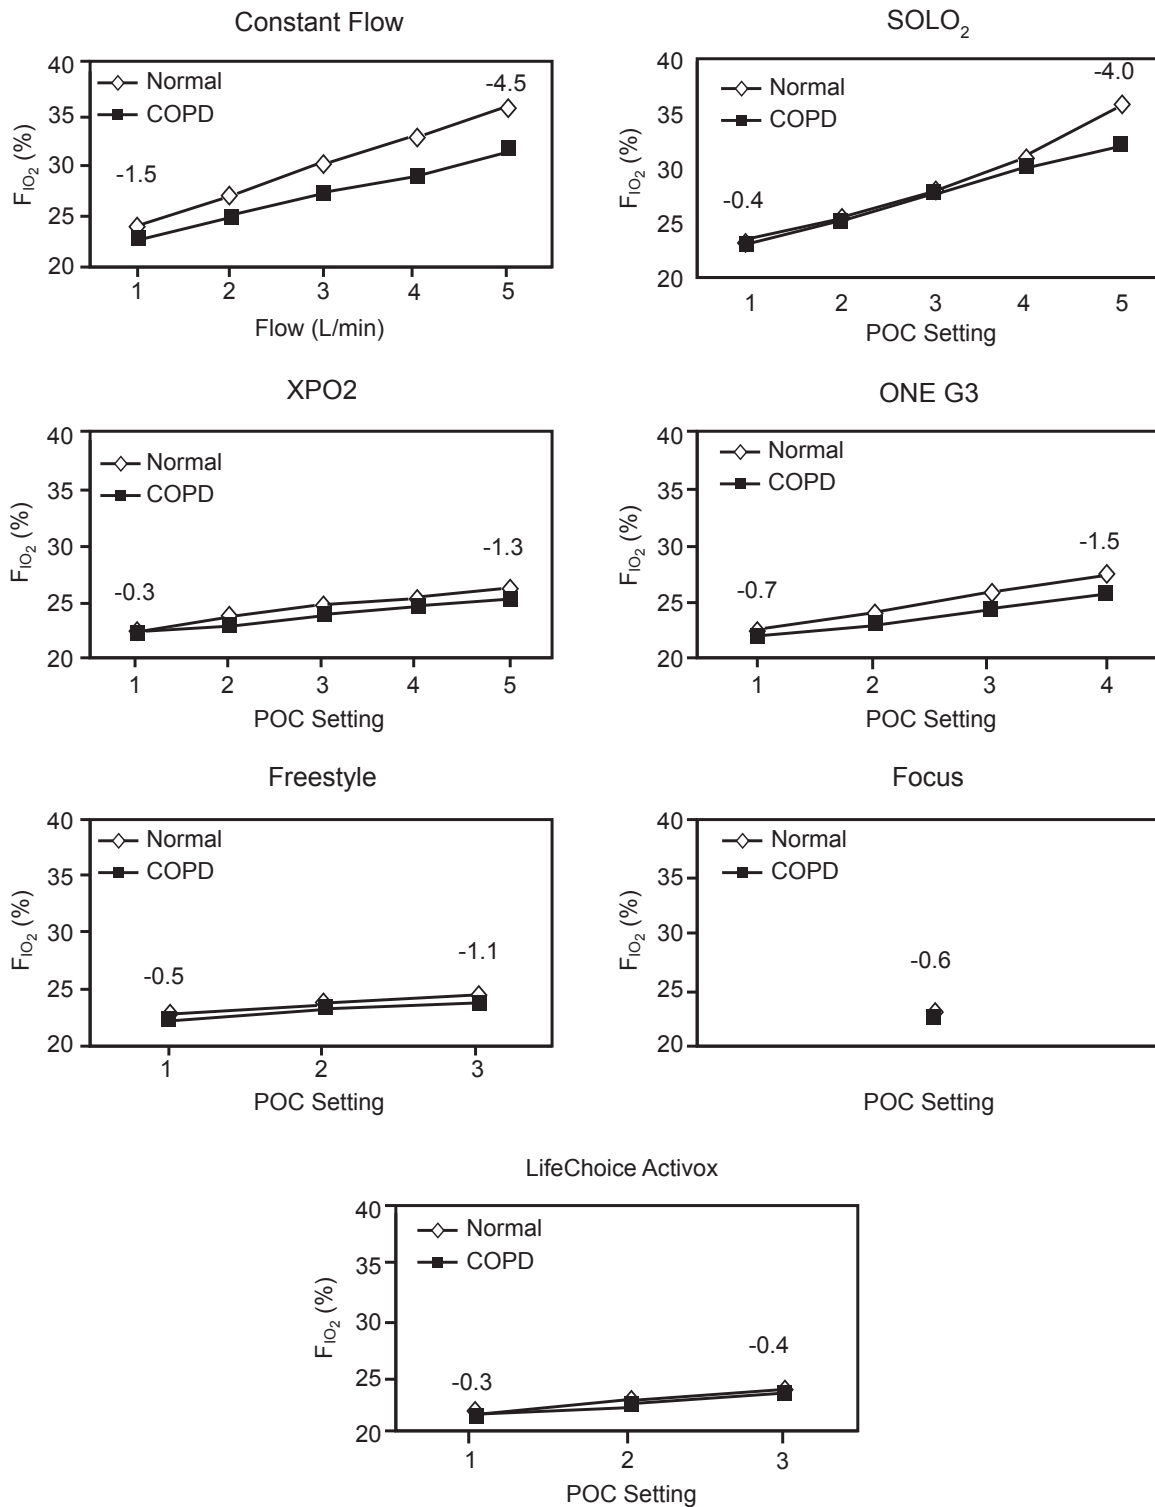 Constant Flow
40
35
30
25
20
FIO2 (%)
Normal
COPD
-1.5
-4.5
1 2 3 4 5
Flow (L/min)
SOLO2
40
35
30
25
20
FIO2 (%)
Normal
COPD
-0.4
-4.0
1 2 3 4 5
POC Setting
XPO2
40
35
30
25
20
FIO2 (%)
Normal
COPD
-0.3
-1.3
1 2 3 4 5
POC Setting
ONE G3
40
35
30
25
20
FIO2 (%)
Normal
COPD
-0.7
-1.5
1 2 3 4
POC Setting
Freestyle
40
35
30
25
20
FIO2 (%)
Normal
COPD
-0.5
-1.1
1 2 3
POC Setting
Focus
40
35
30
25
20
FIO2 (%)
Normal
COPD
-0.6
POC Setting
LifeChoice Activox
40
35
30
25
20
FIO2 (%)
Normal
COPD
-0.3
-0.4
1 2 3
POC Setting